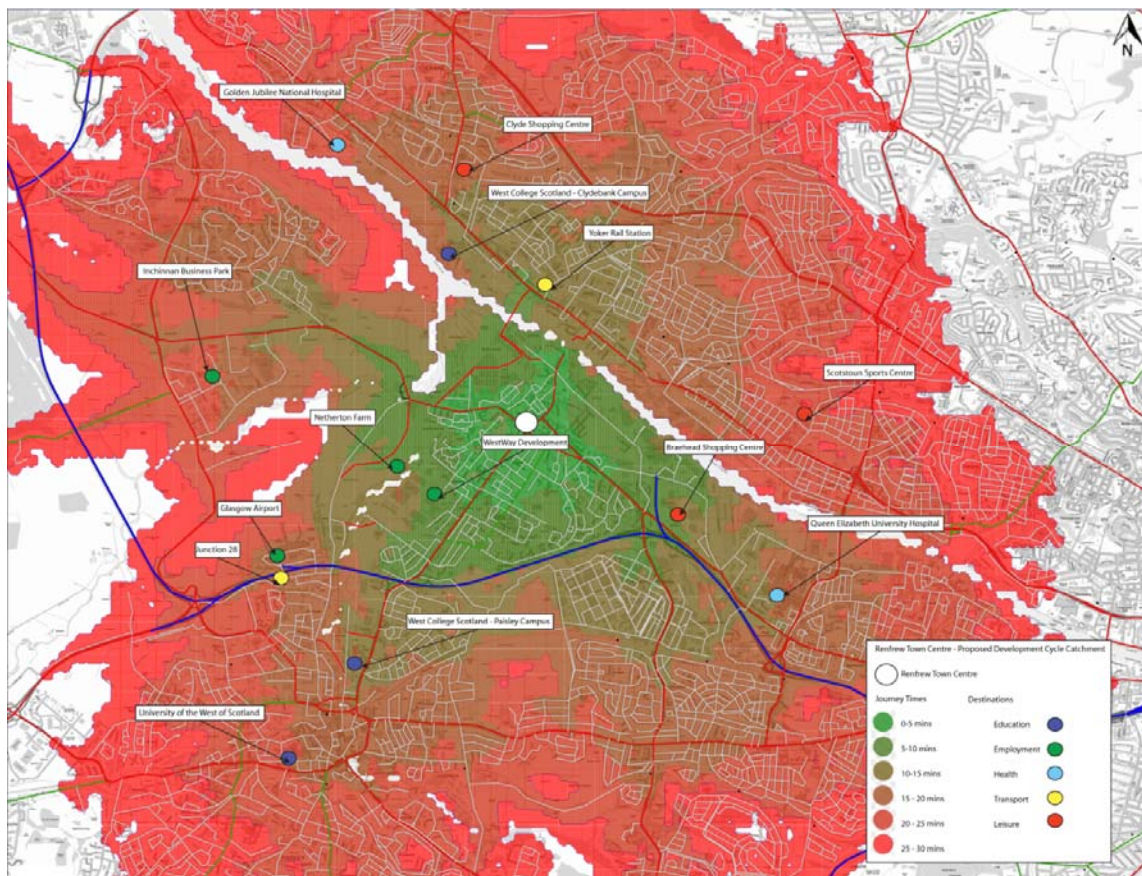 N
Golden Jubilee National Hospital
Clyde Shopping Centre
West College Scotland - Clydebank Campus
Yoker Rail Station
Inchinnan Business Park
Scotstoun Sports Centre
Netherton Farm
WestWay Development
Braehead Shopping Centre
Glasgow Airport
Queen Elizabeth University Hospital
Junction 28
West College Scotland - Paisley Campus
University of the West of Scotland
Renfrew Town Centre - Proposed Development Cycle Catchment
Renfrew Town Centre
Journey Times
Destinations
0-5 mins
Education
5-10 mins
Employment
10-15 mins
Health
15 - 20 mins
Transport
20 - 25 mins
Leisure
25 - 30 mins